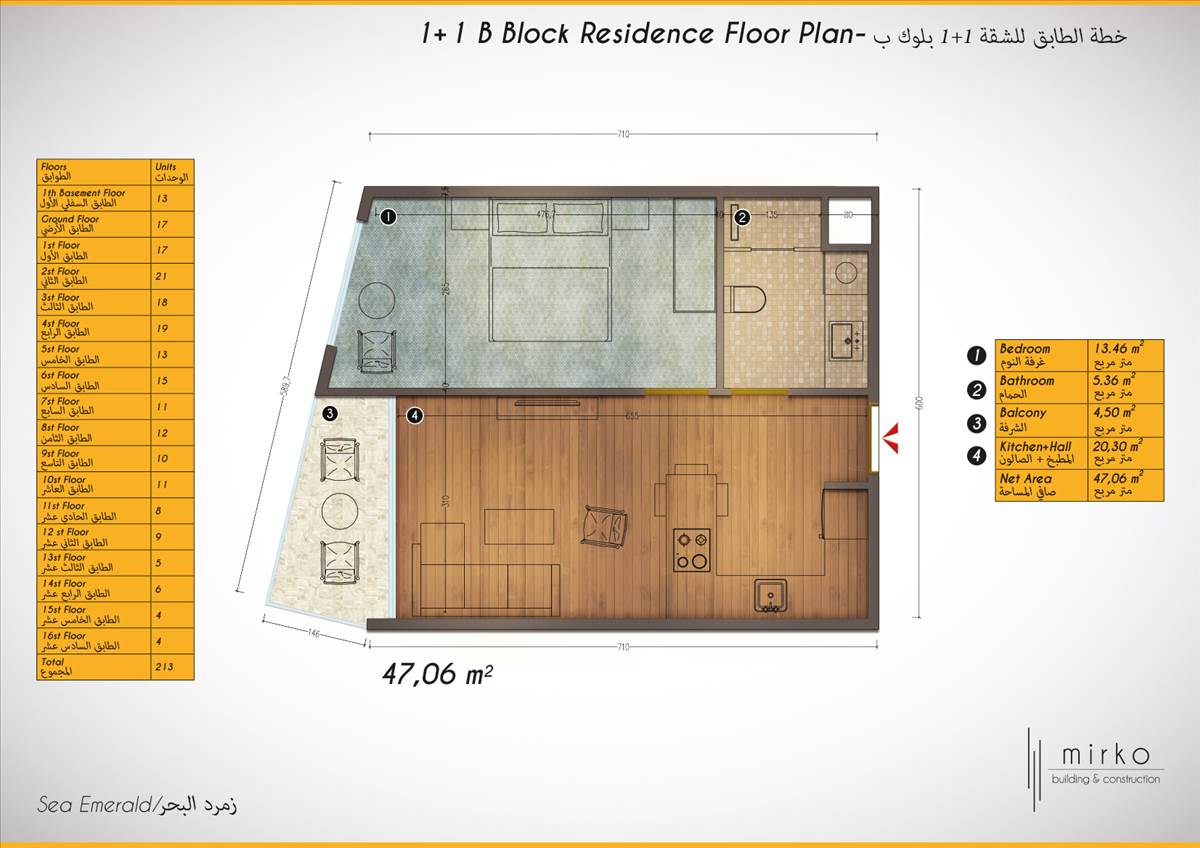 1+1 B Block Residence Floor Plan- خطة الطابق للشقة 1+1 بلوك ب
Floors Units
الطوابق الوحدات
1th Basement Floor 13
الطابق السفلي الأول
Ground Floor 17
الطابق الأرضي
1st Floor 17
الطابق الأول
2st Floor 21
الطابق الثاني
3st Floor 18
الطابق الثالث
4st Floor 19
الطابق الرابع
5st Floor 13
الطابق الخامس
6st Floor 15
الطابق السادس
7st Floor 11
الطابق السابع
8st Floor 12
الطابق الثامن
9st Floor 10
الطابق التاسع
10st Floor 11
الطابق العاشر
11st Floor 8
الطابق الحادي عشر
12 st Floor 9
الطابق الثاني عشر
13st Floor 5
الطابق الثالث عشر
14st Floor 6
الطابق الرابع عشر
15st Floor 4
الطابق الخامس عشر
16st Floor 4
الطابق السادس عشر
Total 213
المجموع
710
1
476,7
40
2
135
80
265
40
589,7
3
4
655
600
310
146
710
47,06 m²
1 Bedroom 13.46 m²
غرفة النوم متر مربع
2 Bathroom 5.36 m²
الحمام متر مربع
3 Balcony 4,50 m²
الشرفة متر مربع
4 Kitchen+Hall 20,30 m²
المطبخ + الصالون متر مربع
Net Area 47,06 m²
صافي المساحة متر مربع
mirko
building & construction
Sea Emerald/زمرد البحر